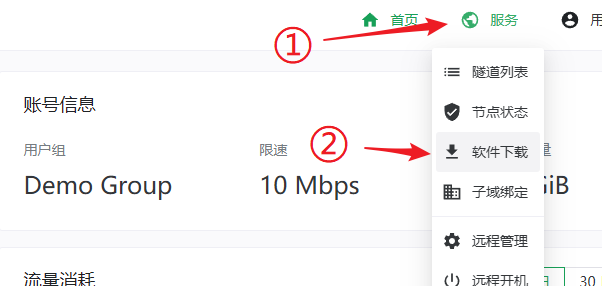 首页 服务 用
①
隧道列表
账号信息
节点状态
用户组 限速 ② 软件下载 量
Demo Group 10 Mbps 子域绑定 GiB
远程管理
流量消耗 远程开机 日 30